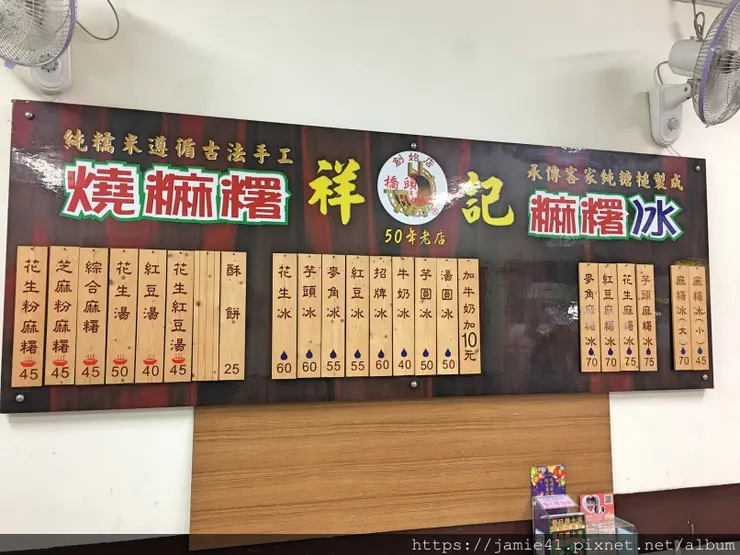 純糯米遵循古法手工
燒麻糬
祥
創始店
橋頭
50年老店
記
承傳客家純糖槌製成
麻糬冰
花生粉麻糬 45
芝麻粉麻糬 45
綜合麻糬 45
花生湯 50
紅豆湯 40
花生紅豆湯 45
酥餅 25
花生冰 60
芋頭冰 60
麥角冰 55
紅豆冰 55
招牌冰 60
牛奶冰 40
芋圓冰 50
湯圓冰 50
加牛奶加10元
麥角麻糬冰 70
紅豆麻糬冰 70
花生麻糬冰 75
芋頭麻糬冰 75
麻糬冰(大) 70
麻糬冰(小) 45
https://jamie41.pixnet.net/album